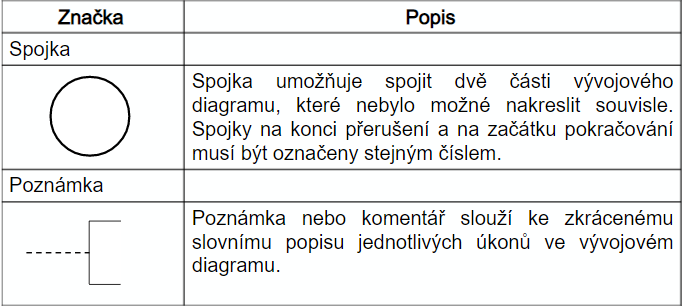 Značka
Popis
Spojka
Spojka umožňuje spojit dvě části vývojového
diagramu, které nebylo možné nakreslit souvisle.
Spojky na konci přerušení a na začátku pokračování
musí být označeny stejným číslem.
Poznámka
Poznámka nebo komentář slouží ke zkrácenému
slovnímu popisu jednotlivých úkonů ve vývojovém
diagramu.